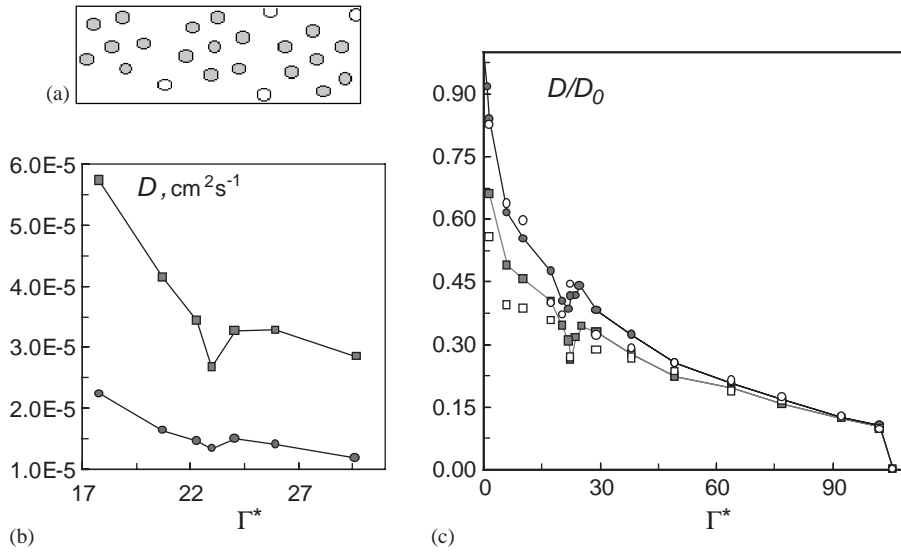 (a)
6.0E-5
5.0E-5
4.0E-5
3.0E-5
2.0E-5
1.0E-5
D , cm²s⁻¹
17
22
27
Γ*
(b)
0.90
0.75
0.60
0.45
0.30
0.15
0.00
D/D₀
0
30
60
90
Γ*
(c)